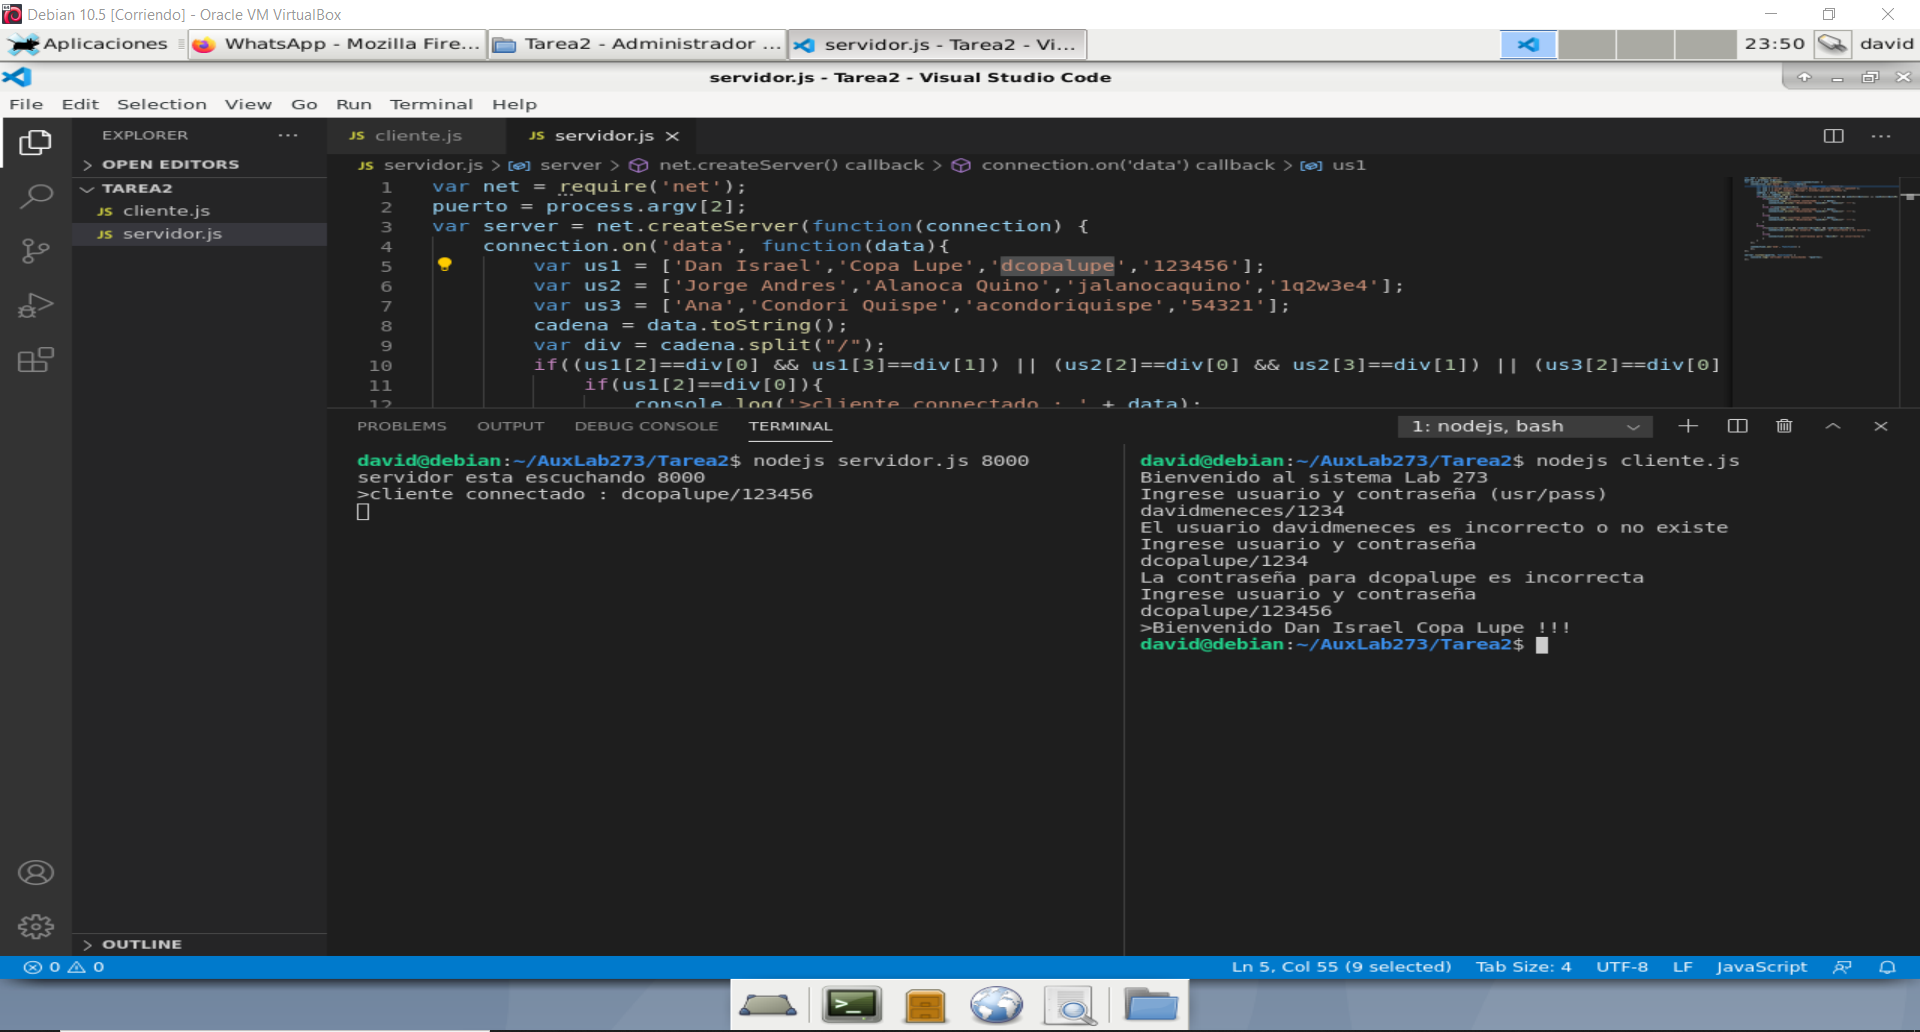 Debian 10.5 [Corriendo] - Oracle VM VirtualBox
Aplicaciones
WhatsApp - Mozilla Fire...
Tarea2 - Administrador ...
servidor.js - Tarea2 - Vi...
23:50
david
servidor.js - Tarea2 - Visual Studio Code
File Edit Selection View Go Run Terminal Help
EXPLORER ...
OPEN EDITORS
TAREA2
JS cliente.js
JS servidor.js
OUTLINE
JS cliente.js
JS servidor.js
JS servidor.js > server > net.createServer() callback > connection.on('data') callback > us1
1 var net = require('net');
2 puerto = process.argv[2];
3 var server = net.createServer(function(connection) {
4 connection.on('data', function(data){
5 var us1 = ['Dan Israel','Copa Lupe','dcopalupe','123456'];
6 var us2 = ['Jorge Andres','Alanoca Quino','jalanocaquino','1q2w3e4'];
7 var us3 = ['Ana','Condori Quispe','acondoriquispe','54321'];
8 cadena = data.toString();
9 var div = cadena.split("/");
10 if((us1[2]==div[0] && us1[3]==div[1]) || (us2[2]==div[0] && us2[3]==div[1]) || (us3[2]==div[0]
11 if(us1[2]==div[0]){
12 console.log('>cliente connectado : ' + data);
PROBLEMS OUTPUT DEBUG CONSOLE TERMINAL
1: nodejs, bash
david@debian:~/AuxLab273/Tarea2$ nodejs servidor.js 8000
servidor esta escuchando 8000
>cliente connectado : dcopalupe/123456
david@debian:~/AuxLab273/Tarea2$ nodejs cliente.js
Bienvenido al sistema Lab 273
Ingrese usuario y contraseña (usr/pass)
davidmeneces/1234
El usuario davidmeneces es incorrecto o no existe
Ingrese usuario y contraseña
dcopalupe/1234
La contraseña para dcopalupe es incorrecta
Ingrese usuario y contraseña
dcopalupe/123456
>Bienvenido Dan Israel Copa Lupe !!!
david@debian:~/AuxLab273/Tarea2$
0 0
Ln 5, Col 55 (9 selected) Tab Size: 4 UTF-8 LF JavaScript